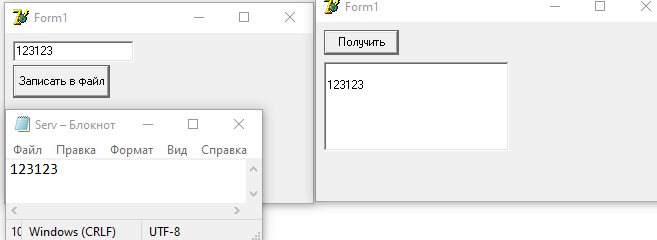 Form1
123123
Записать в файл
Serv – Блокнот
Файл Правка Формат Вид Справка
123123
10 Windows (CRLF) UTF-8
Form1
Получить
123123